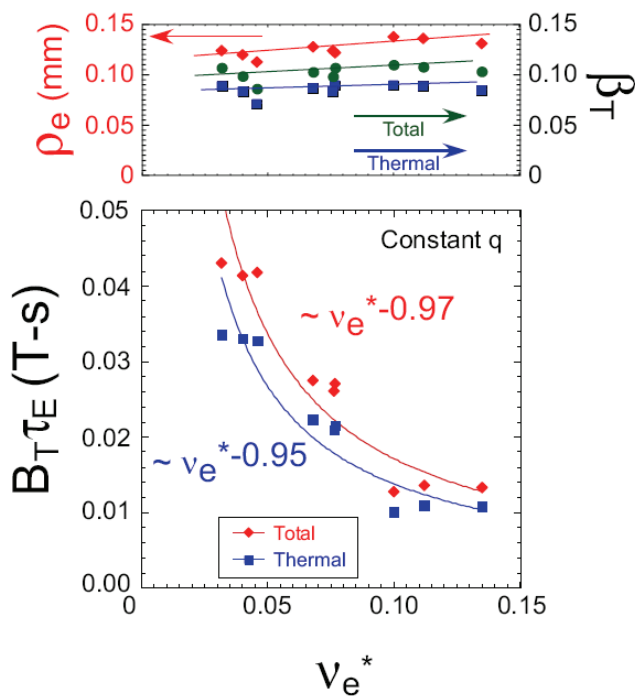 ρe (mm)
0.15
0.10
0.05
0
0.15
0.10
0.05
0
βT
Total
Thermal
BTτE (T-s)
0.05
0.04
0.03
0.02
0.01
0.00
Constant q
~ νe*-0.97
~ νe*-0.95
Total
Thermal
0
0.05
0.10
0.15
νe*